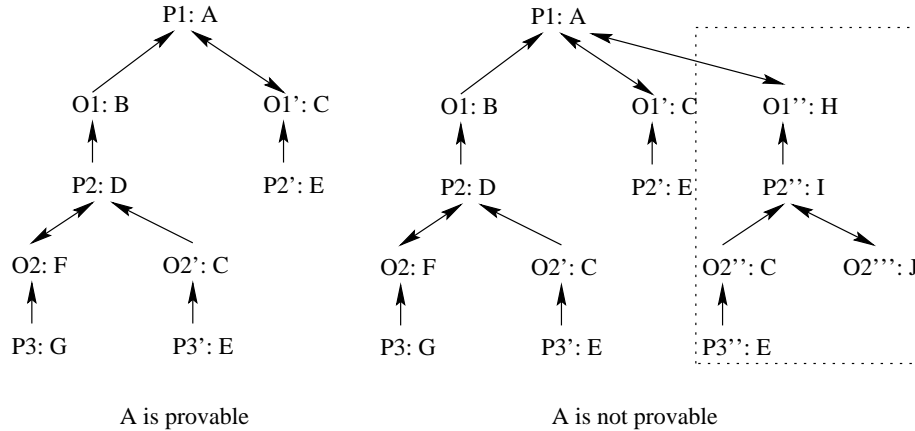 P1: A
P1: A
O1: B
O1': C
O1: B
O1': C
O1'': H
P2: D
P2': E
P2: D
P2': E
P2'': I
O2: F
O2': C
O2: F
O2': C
O2'': C
O2''': J
P3: G
P3': E
P3: G
P3': E
P3'': E
A is provable
A is not provable